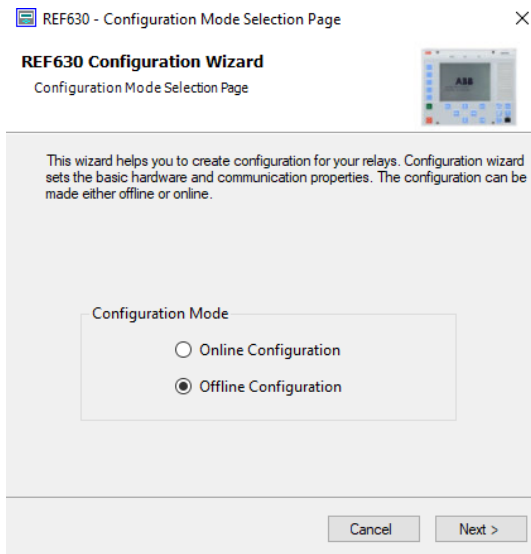 REF630 - Configuration Mode Selection Page
REF630 Configuration Wizard
Configuration Mode Selection Page
ABB
This wizard helps you to create configuration for your relays. Configuration wizard
sets the basic hardware and communication properties. The configuration can be
made either offline or online.
Configuration Mode
Online Configuration
Offline Configuration
Cancel
Next >